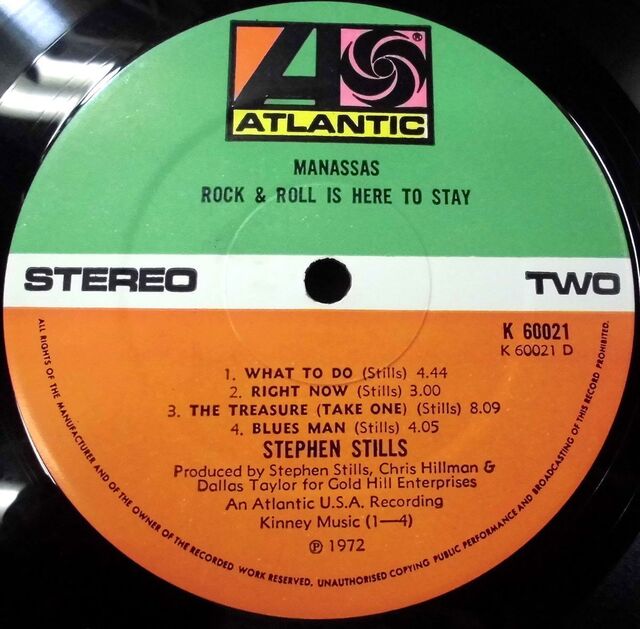 ®
ATLANTIC
MANASSAS
ROCK & ROLL IS HERE TO STAY
STEREO TWO
K 60021
K 60021 D
1. WHAT TO DO (Stills) 4.44
2. RIGHT NOW (Stills) 3.00
3. THE TREASURE (TAKE ONE) (Stills) 8.09
4. BLUES MAN (Stills) 4.05
STEPHEN STILLS
Produced by Stephen Stills, Chris Hillman &
Dallas Taylor for Gold Hill Enterprises
An Atlantic U.S.A. Recording
Kinney Music (1—4)
℗ 1972
ALL RIGHTS OF THE MANUFACTURER AND OF THE OWNER OF THE RECORDED WORK RESERVED. UNAUTHORISED COPYING PUBLIC PERFORMANCE AND BROADCASTING OF THIS RECORD PROHIBITED.